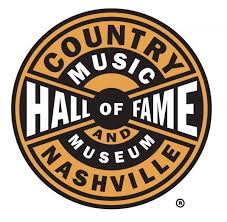 COUNTRY
MUSIC
HALL OF FAME
AND
MUSEUM
NASHVILLE
®